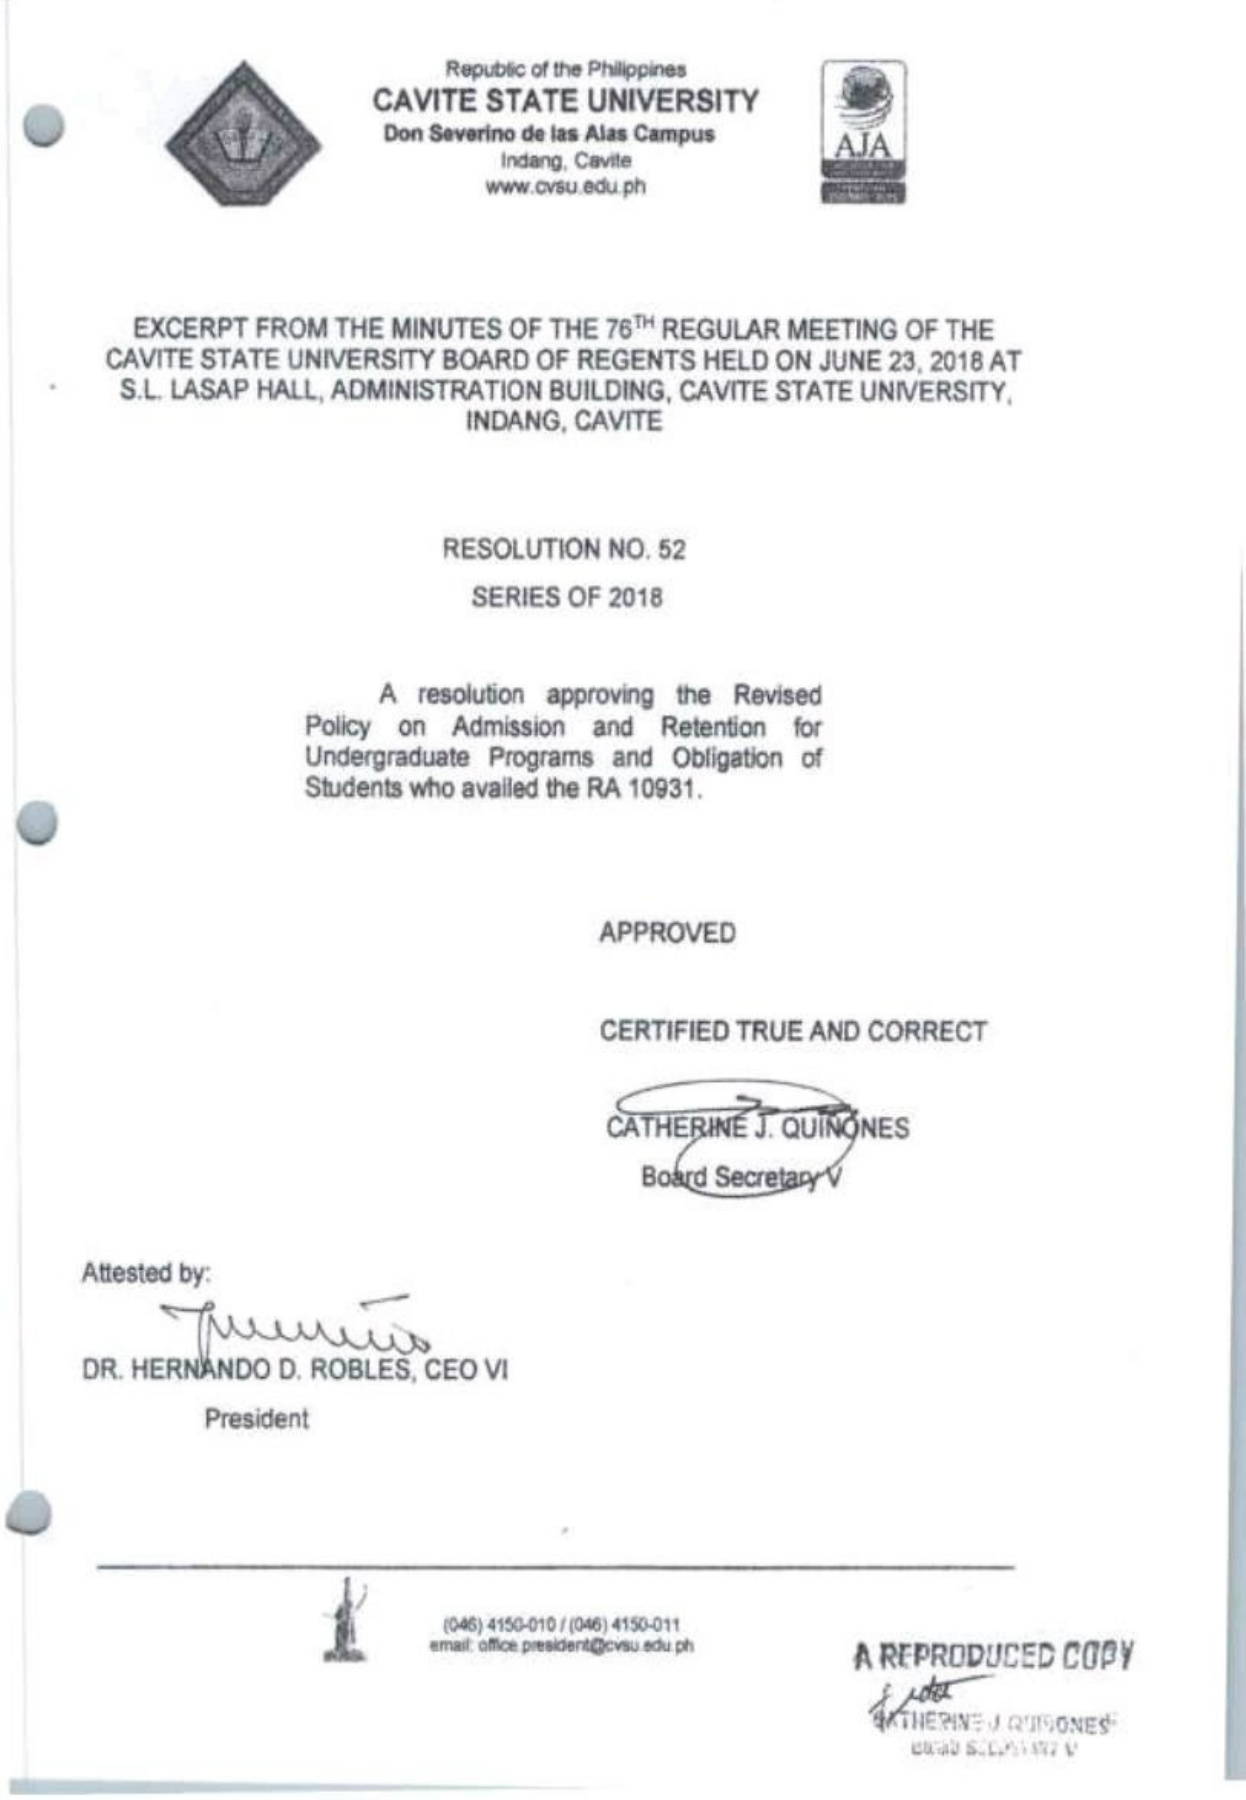 Republic of the Philippines
CAVITE STATE UNIVERSITY
Don Severino de las Alas Campus
Indang, Cavite
www.cvsu.edu.ph
AJA
EXCERPT FROM THE MINUTES OF THE 76TH REGULAR MEETING OF THE
CAVITE STATE UNIVERSITY BOARD OF REGENTS HELD ON JUNE 23, 2018 AT
S.L. LASAP HALL, ADMINISTRATION BUILDING, CAVITE STATE UNIVERSITY,
INDANG, CAVITE
RESOLUTION NO. 52
SERIES OF 2018
A resolution approving the Revised
Policy on Admission and Retention for
Undergraduate Programs and Obligation of
Students who availed the RA 10931.
APPROVED
CERTIFIED TRUE AND CORRECT
CATHERINE J. QUIÑONES
Board Secretary V
Attested by:
DR. HERNANDO D. ROBLES, CEO VI
President
(046) 4150-010 / (046) 4150-011
email: office.president@cvsu.edu.ph
A REPRODUCED COPY
CATHERINE J. QUIÑONES